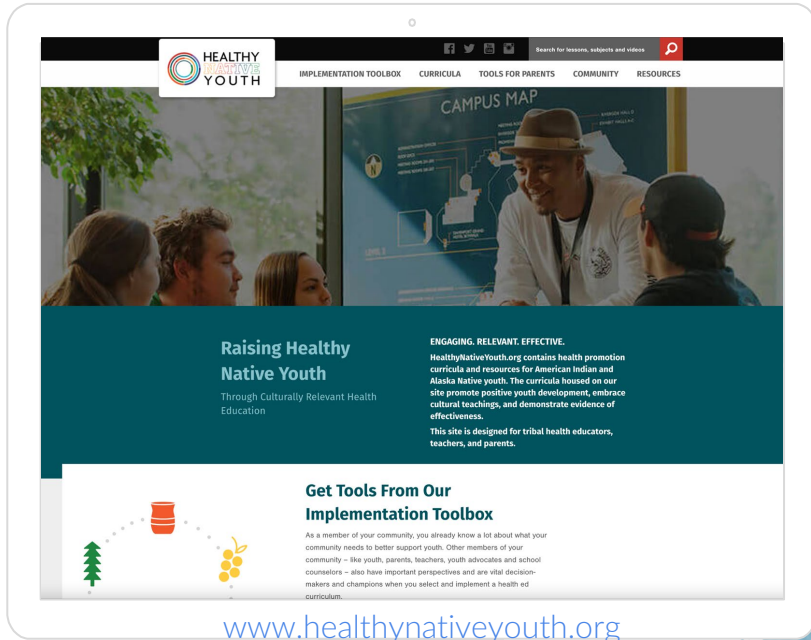 Search for lessons, subjects and videos
HEALTHY
NATIVE
YOUTH
IMPLEMENTATION TOOLBOX CURRICULA TOOLS FOR PARENTS COMMUNITY RESOURCES
CAMPUS MAP
Raising Healthy
Native Youth
Through Culturally Relevant Health
Education
ENGAGING. RELEVANT. EFFECTIVE.
HealthyNativeYouth.org contains health promotion
curricula and resources for American Indian and
Alaska Native youth. The curricula housed on our
site promote positive youth development, embrace
cultural teachings, and demonstrate evidence of
effectiveness.
This site is designed for tribal health educators,
teachers, and parents.
Get Tools From Our
Implementation Toolbox
As a member of your community, you already know a lot about what your
community needs to better support youth. Other members of your
community – like youth, parents, teachers, youth advocates and school
counselors – also have important perspectives and are vital decision-
makers and champions when you select and implement a health ed
curriculum.
www.healthynativeyouth.org